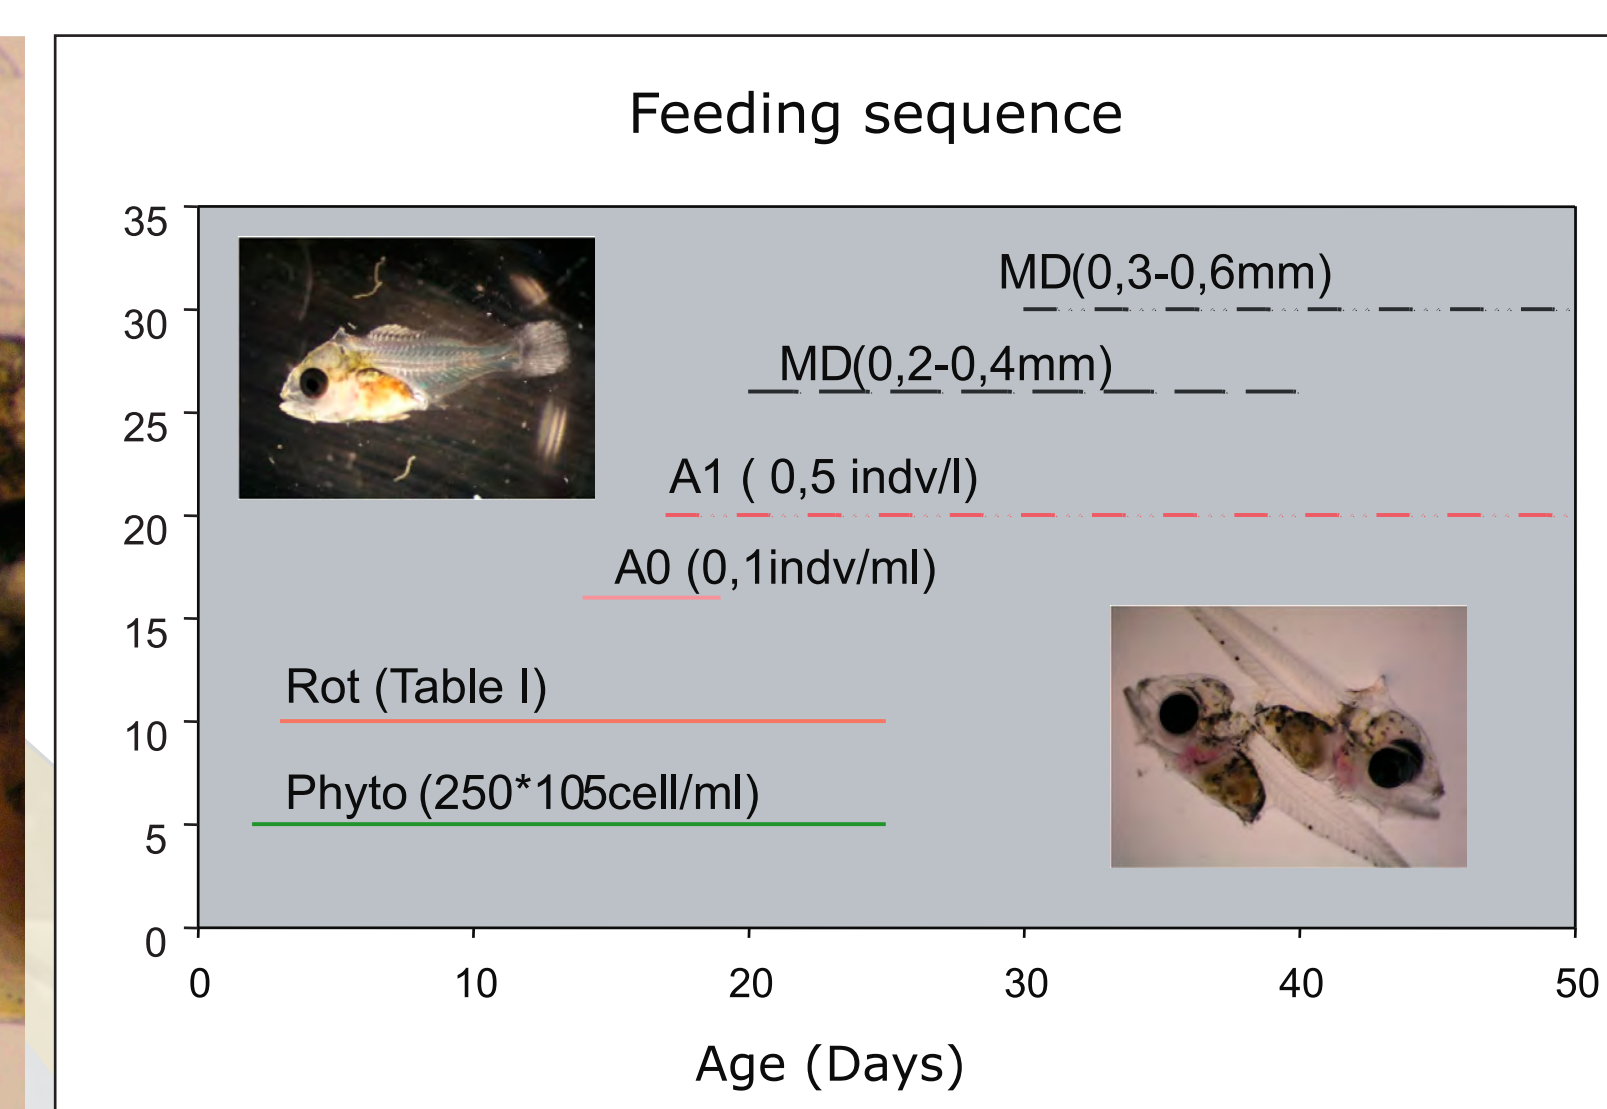 Feeding sequence
35
MD(0,3-0,6mm)
30
MD(0,2-0,4mm)
25
A1 ( 0,5 indv/l)
20
A0 (0,1indv/ml)
15
Rot (Table I)
10
Phyto (250*105cell/ml)
5
0
0 10 20 30 40 50
Age (Days)